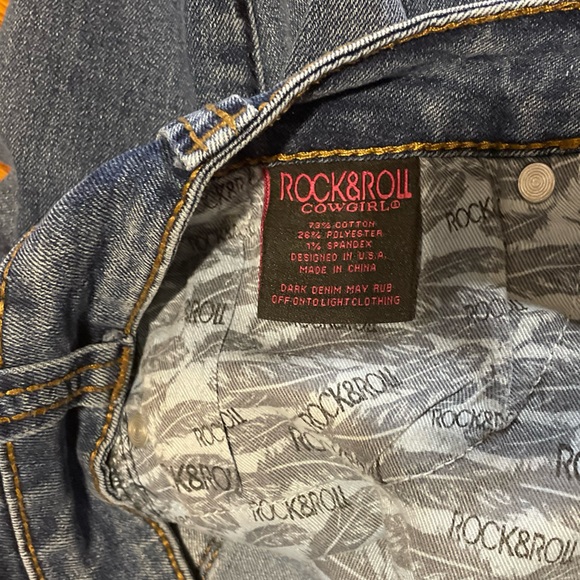 ROCK&ROLL
COWGIRL®
73% COTTON
26% POLYESTER
1% SPANDEX
DESIGNED IN U.S.A.
MADE IN CHINA
DARK DENIM MAY RUB
OFF ONTO LIGHT CLOTHING
ROCK&ROLL
ROCK&ROLL
ROCK&ROLL
ROCK&ROLL
ROCK&ROLL
ROCK&ROLL